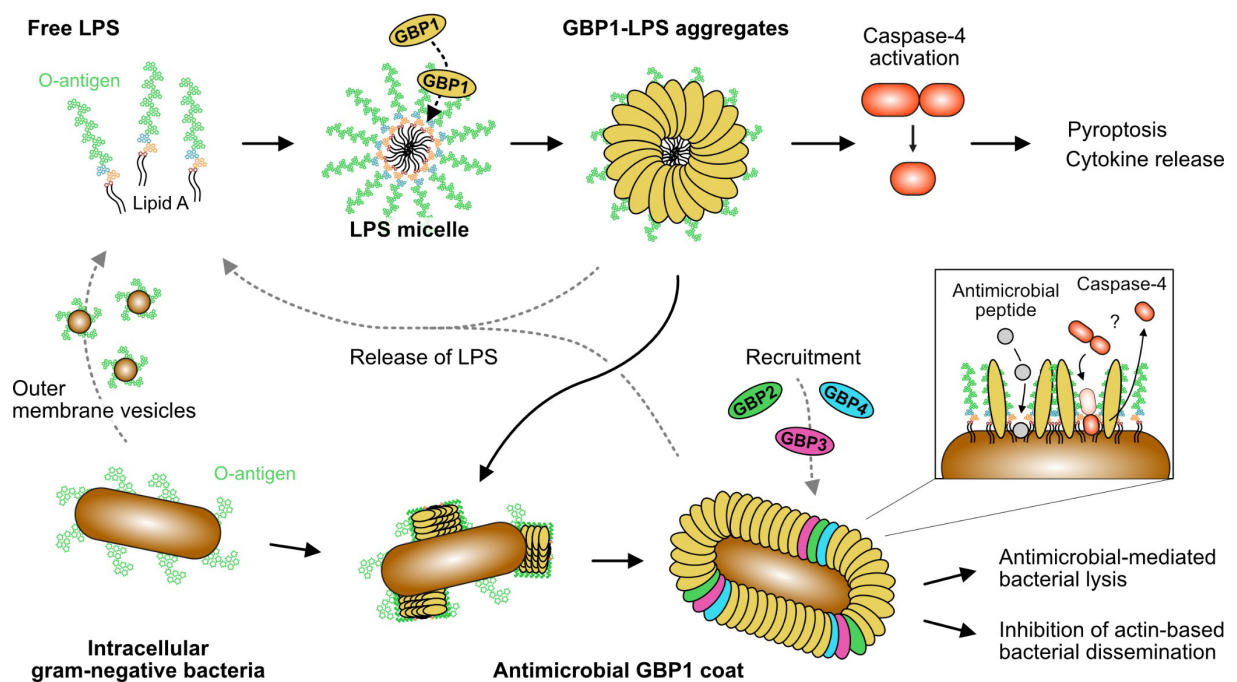 Free LPS
O-antigen
Lipid A
GBP1
GBP1
LPS micelle
GBP1-LPS aggregates
Caspase-4
activation
Pyroptosis
Cytokine release
Outer
membrane vesicles
Release of LPS
Recruitment
GBP2
GBP4
GBP3
Antimicrobial
peptide
Caspase-4
?
O-antigen
Intracellular
gram-negative bacteria
Antimicrobial GBP1 coat
Antimicrobial-mediated
bacterial lysis
Inhibition of actin-based
bacterial dissemination